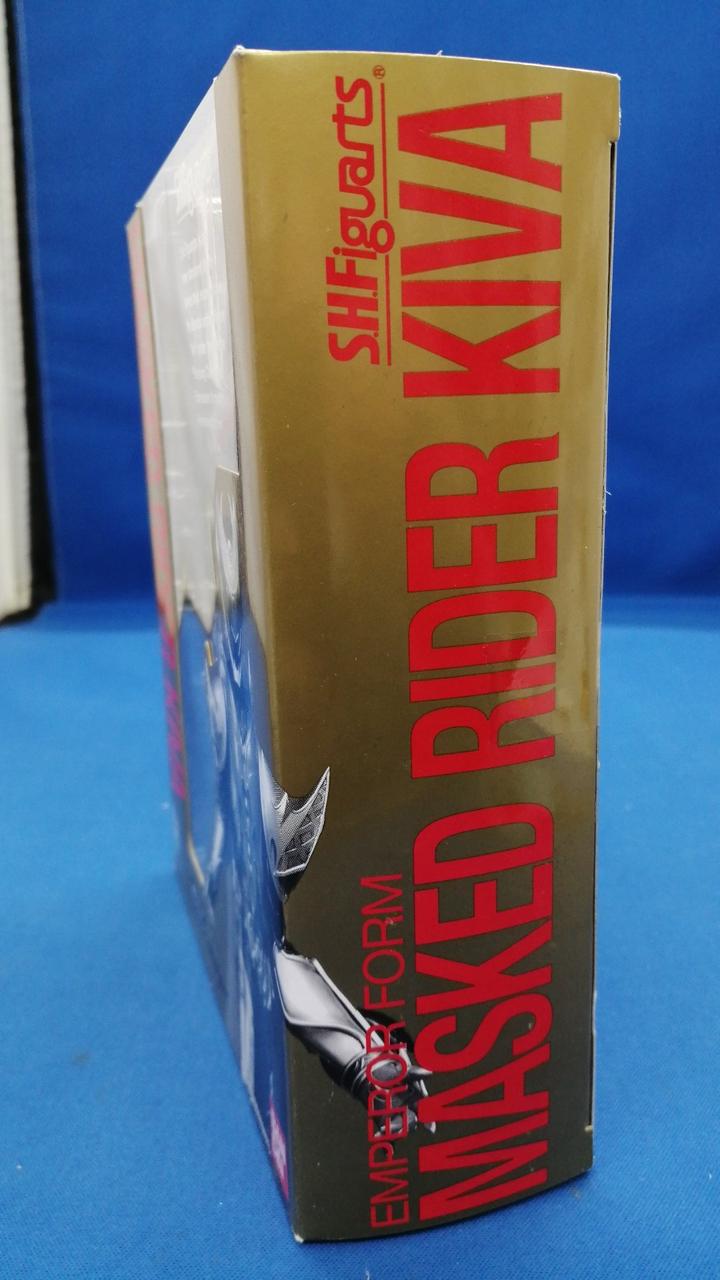 S.H.Figuarts®
MASKED RIDER KIVA
EMPEROR FORM